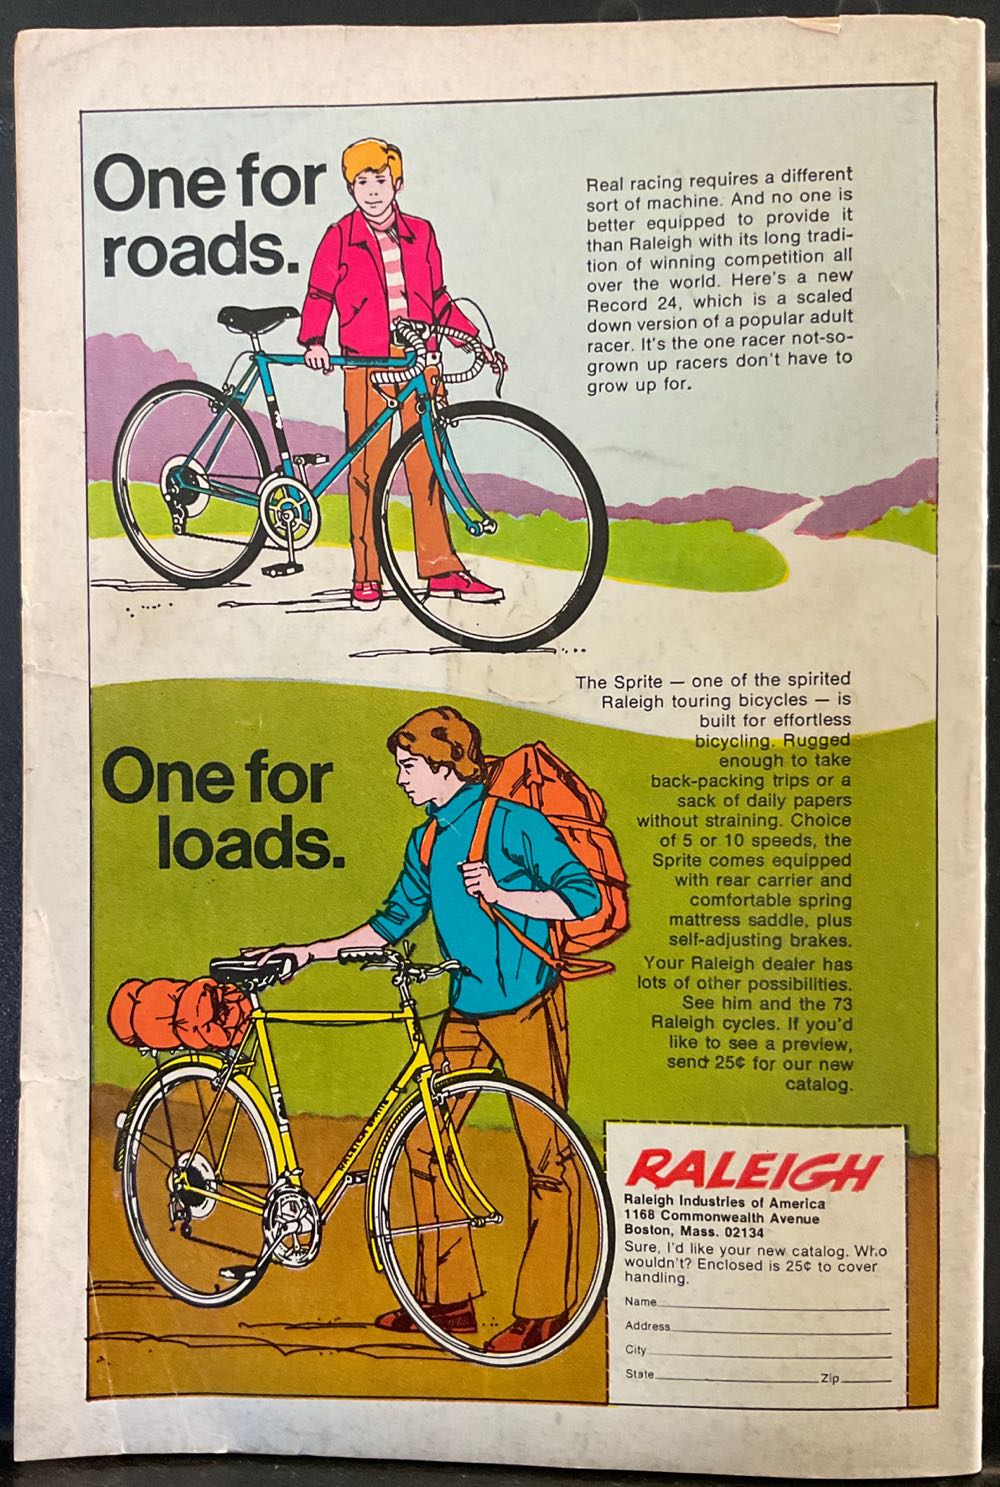 One for
roads.
Real racing requires a different
sort of machine. And no one is
better equipped to provide it
than Raleigh with its long tradi-
tion of winning competition all
over the world. Here's a new
Record 24, which is a scaled
down version of a popular adult
racer. It's the one racer not-so-
grown up racers don't have to
grow up for.
The Sprite — one of the spirited
Raleigh touring bicycles — is
built for effortless
bicycling. Rugged
enough to take
back-packing trips or a
sack of daily papers
without straining. Choice
of 5 or 10 speeds, the
Sprite comes equipped
with rear carrier and
comfortable spring
mattress saddle, plus
self-adjusting brakes.
Your Raleigh dealer has
lots of other possibilities.
See him and the 73
Raleigh cycles. If you'd
like to see a preview,
send 25¢ for our new
catalog.
One for
loads.
RALEIGH SPRITE
RALEIGH
Raleigh Industries of America
1168 Commonwealth Avenue
Boston, Mass. 02134
Sure, I'd like your new catalog. Who
wouldn't? Enclosed is 25¢ to cover
handling.
Name
Address
City
State Zip